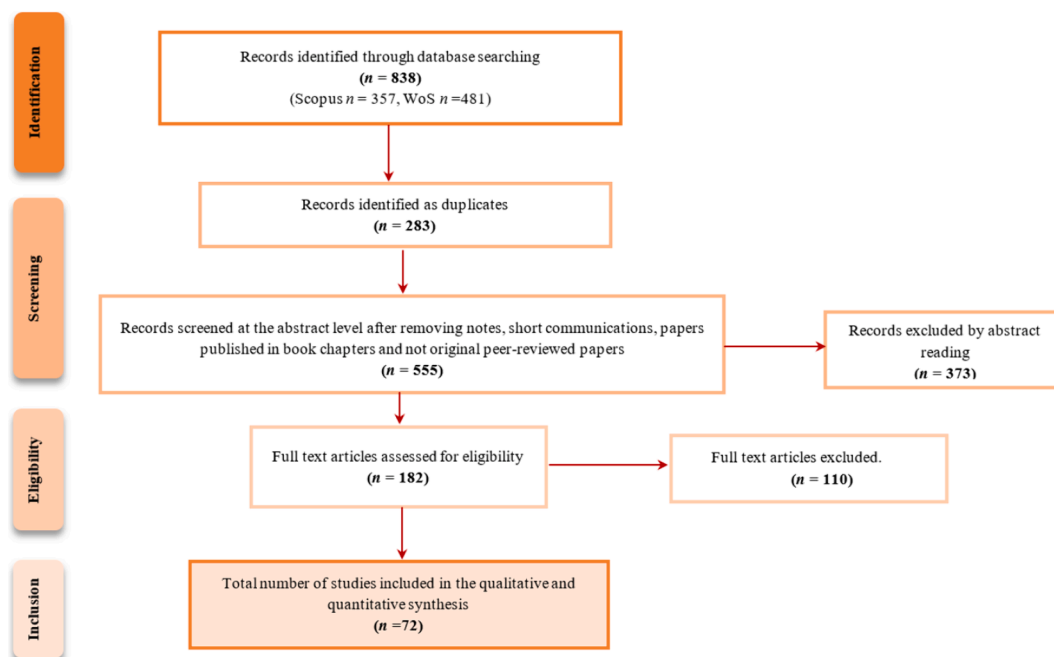 Identification
Records identified through database searching
(n = 838)
(Scopus n = 357, WoS n =481)
Screening
Records identified as duplicates
(n = 283)
Records screened at the abstract level after removing notes, short communications, papers
published in book chapters and not original peer-reviewed papers
(n = 555)
Records excluded by abstract
reading
(n = 373)
Eligibility
Full text articles assessed for eligibility
(n = 182)
Full text articles excluded.
(n = 110)
Inclusion
Total number of studies included in the qualitative and
quantitative synthesis
(n =72)